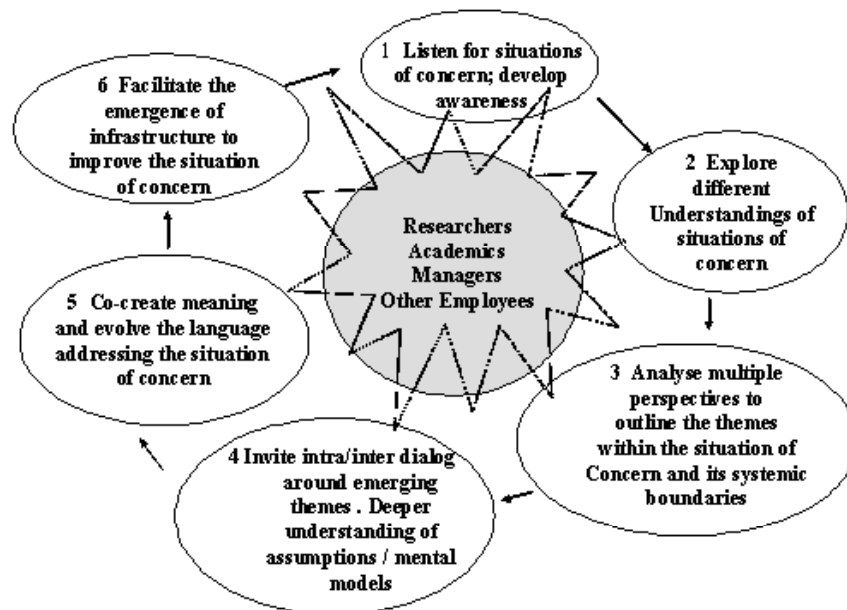 1 Listen for situations
of concern; develop
awareness
2 Explore
different
Understandings of
situations of
concern
3 Analyse multiple
perspectives to
outline the themes
within the situation of
Concern and its systemic
boundaries
4 Invite intra/inter dialog
around emerging
themes . Deeper
understanding of
assumptions / mental
models
5 Co-create meaning
and evolve the language
addressing the situation
of concern
6 Facilitate the
emergence of
infrastructure to
improve the situation
of concern
Researchers
Academics
Managers
Other Employees